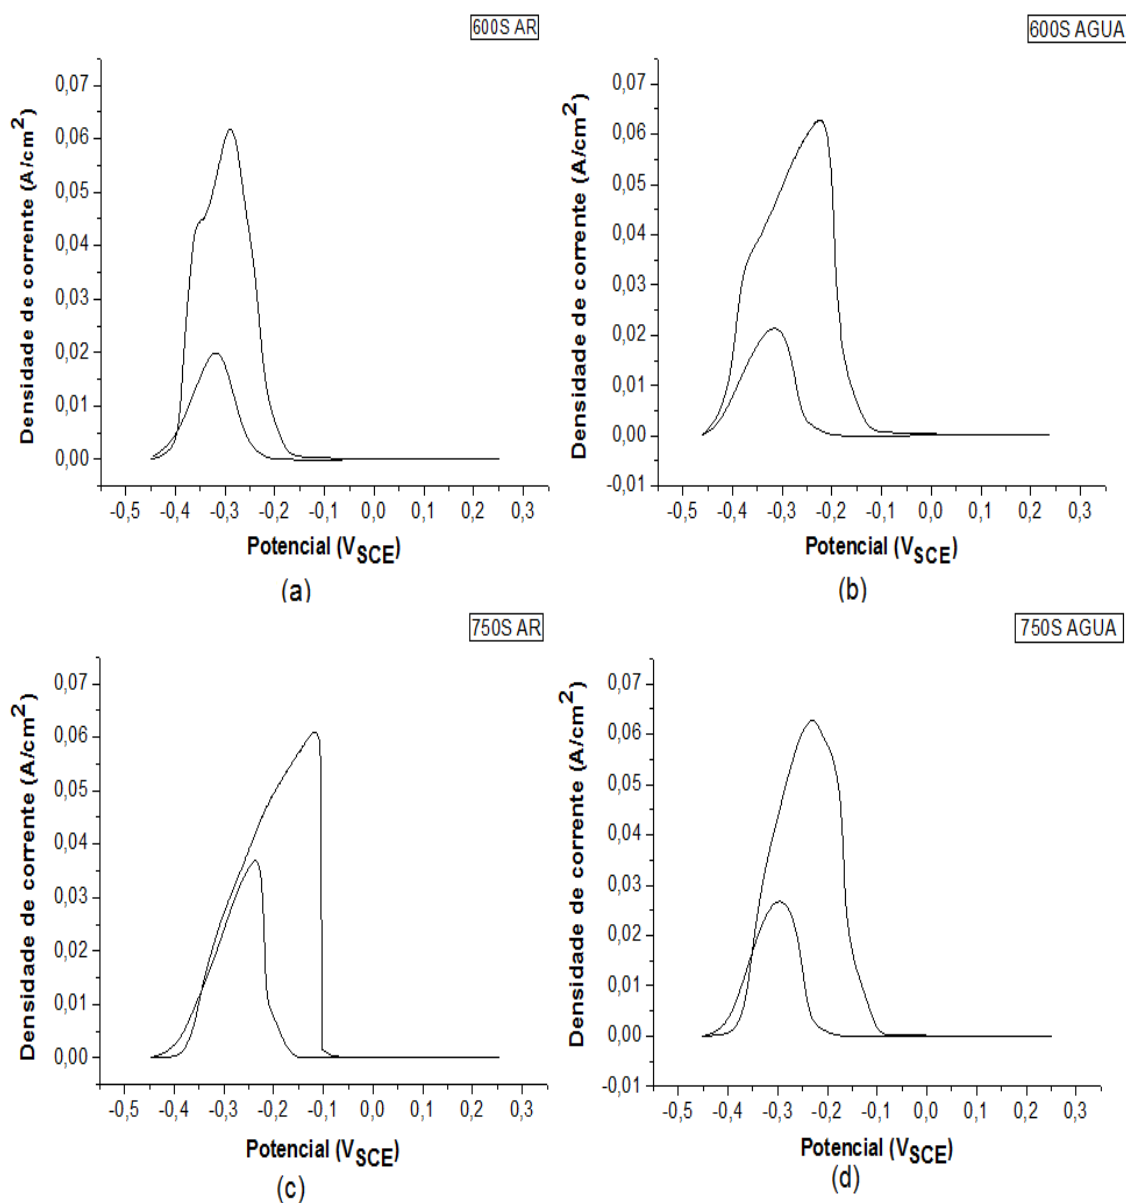 600S AR
600S AGUA
Densidade de corrente (A/cm²)
0,07
0,06
0,05
0,04
0,03
0,02
0,01
0,00
-0,5 -0,4 -0,3 -0,2 -0,1 0,0 0,1 0,2 0,3
Potencial (VSCE)
(a)
Densidade de corrente (A/cm²)
0,07
0,06
0,05
0,04
0,03
0,02
0,01
0,00
-0,01
-0,5 -0,4 -0,3 -0,2 -0,1 0,0 0,1 0,2 0,3
Potencial (VSCE)
(b)
750S AR
750S AGUA
Densidade de corrente (A/cm²)
0,07
0,06
0,05
0,04
0,03
0,02
0,01
0,00
-0,5 -0,4 -0,3 -0,2 -0,1 0,0 0,1 0,2 0,3
Potencial (VSCE)
(c)
Densidade de corrente (A/cm²)
0,07
0,06
0,05
0,04
0,03
0,02
0,01
0,00
-0,01
-0,5 -0,4 -0,3 -0,2 -0,1 0,0 0,1 0,2 0,3
Potencial (VSCE)
(d)